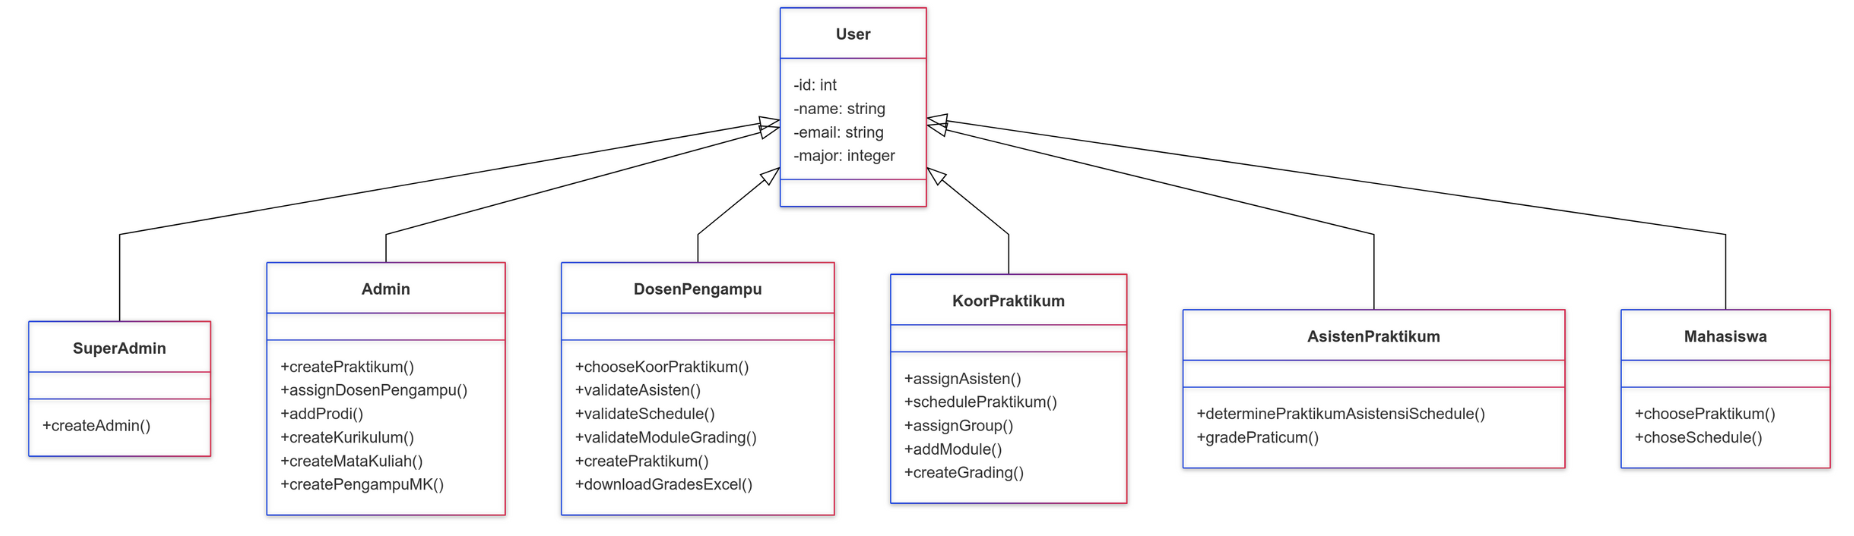 User
-id: int
-name: string
-email: string
-major: integer
SuperAdmin
+createAdmin()
Admin
+createPraktikum()
+assignDosenPengampu()
+addProdi()
+createKurikulum()
+createMataKuliah()
+createPengampuMK()
DosenPengampu
+chooseKoorPraktikum()
+validateAsisten()
+validateSchedule()
+validateModuleGrading()
+createPraktikum()
+downloadGradesExcel()
KoorPraktikum
+assignAsisten()
+schedulePraktikum()
+assignGroup()
+addModule()
+createGrading()
AsistenPraktikum
+determinePraktikumAsistensiSchedule()
+gradePraticum()
Mahasiswa
+choosePraktikum()
+choseSchedule()